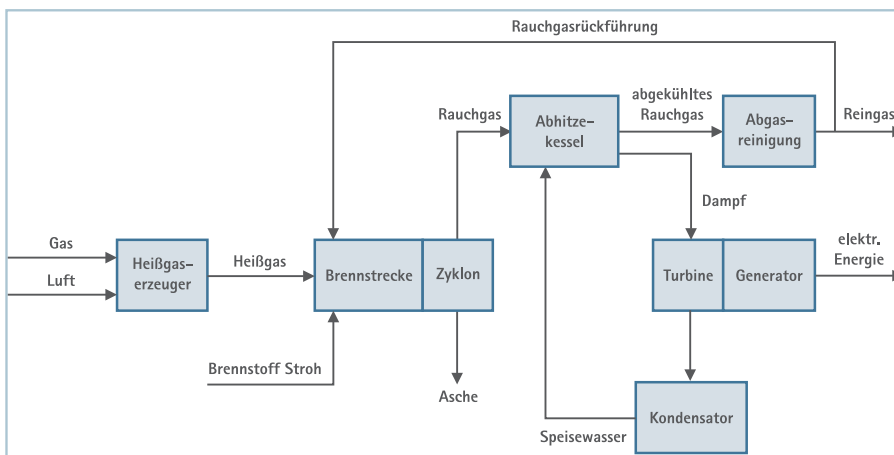 Rauchgasrückführung
Rauchgas
Abhitze-
kessel
abgekühltes
Rauchgas
Abgas-
reinigung
Reingas
Dampf
Gas
Luft
Heißgas-
erzeuger
Heißgas
Brennstrecke
Zyklon
Turbine
Generator
elektr.
Energie
Brennstoff Stroh
Asche
Speisewasser
Kondensator